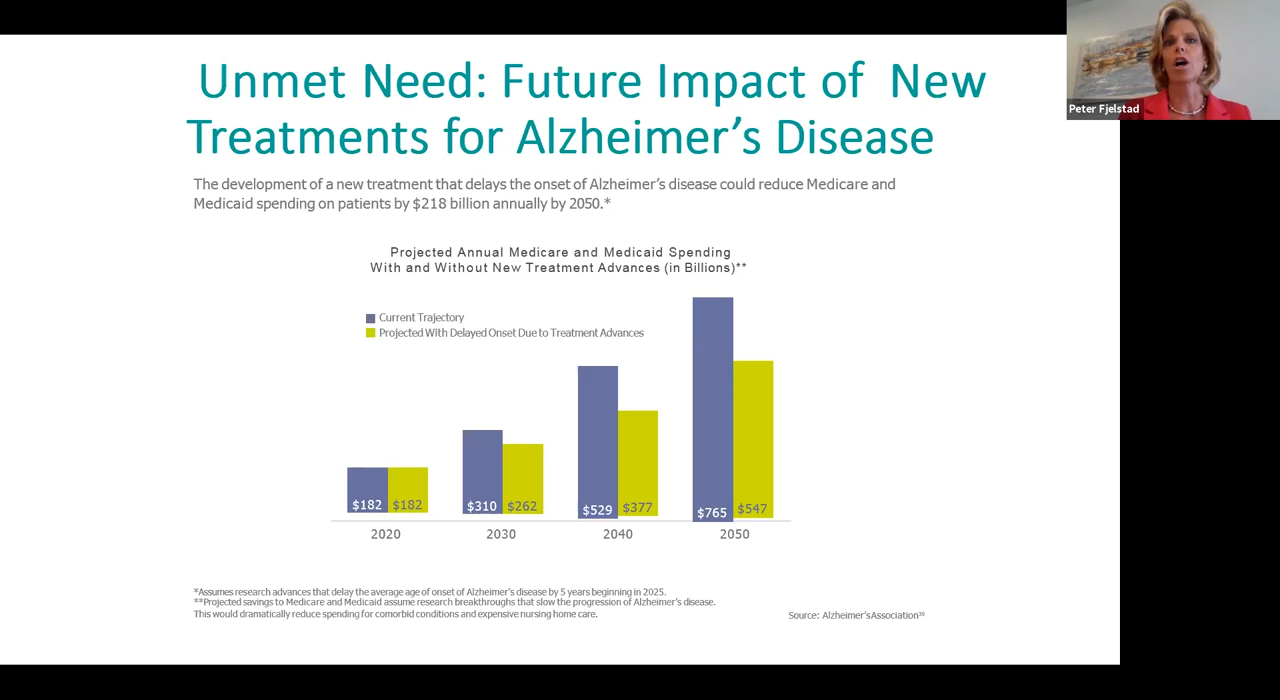 Unmet Need: Future Impact of New
Treatments for Alzheimer’s Disease
Peter Fjelstad
The development of a new treatment that delays the onset of Alzheimer’s disease could reduce Medicare and
Medicaid spending on patients by $218 billion annually by 2050.*
Projected Annual Medicare and Medicaid Spending
With and Without New Treatment Advances (in Billions)**
Current Trajectory
Projected With Delayed Onset Due to Treatment Advances
$182 $182 $310 $262 $529 $377 $765 $547
2020 2030 2040 2050
*Assumes research advances that delay the average age of onset of Alzheimer’s disease by 5 years beginning in 2025.
**Projected savings to Medicare and Medicaid assume research breakthroughs that slow the progression of Alzheimer’s disease.
This would dramatically reduce spending for comorbid conditions and expensive nursing home care.
Source: Alzheimer’s Association³⁹